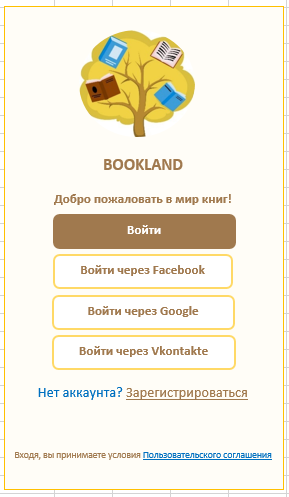 BOOKLAND
Добро пожаловать в мир книг!
Войти
Войти через Facebook
Войти через Google
Войти через Vkontakte
Нет аккаунта? Зарегистрироваться
Входя, вы принимаете условия Пользовательского соглашения